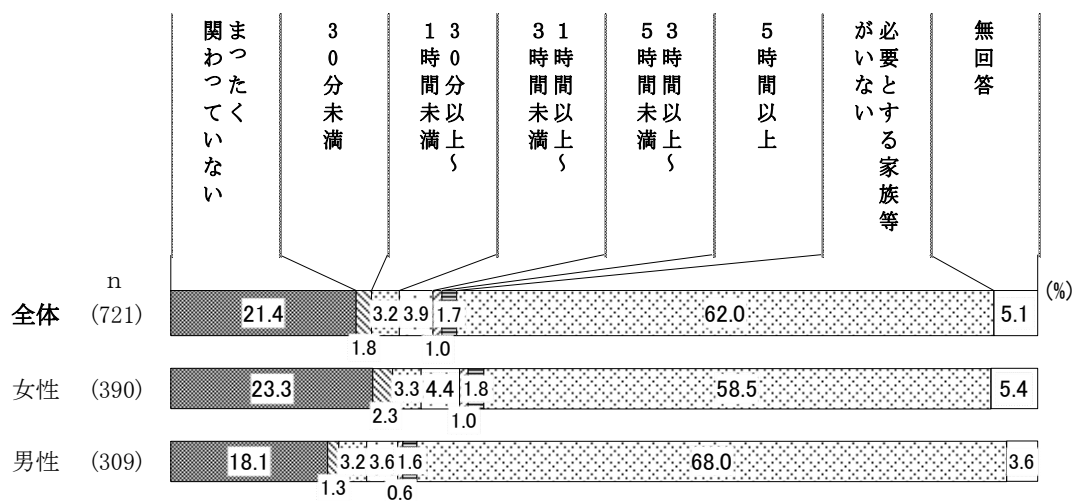 まったく
関わっていない
３０分未満
３０分以上～
１時間未満
１時間以上～
３時間未満
３時間以上～
５時間未満
５時間以上
必要とする家族等
がいない
無回答
n
(%)
全体 (721) 21.4 3.2 3.9 1.7 62.0 5.1
1.8 1.0
女性 (390) 23.3 3.3 4.4 1.8 58.5 5.4
2.3 1.0
男性 (309) 18.1 3.2 3.6 1.6 68.0 3.6
1.3 0.6